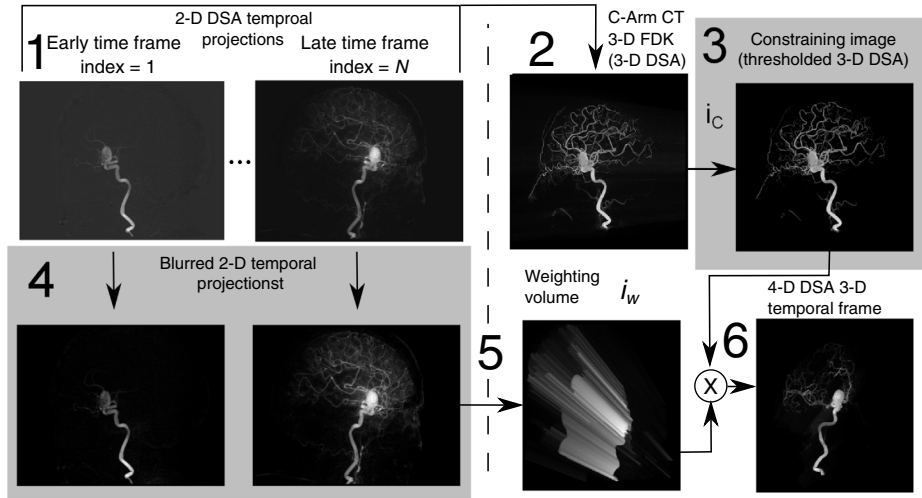 1
2-D DSA temproal
projections
Early time frame
index = 1
Late time frame
index = N
...
2
C-Arm CT
3-D FDK
(3-D DSA)
3
Constraining image
(thresholded 3-D DSA)
iC
4
Blurred 2-D temporal
projectionst
5
Weighting
volume
iw
6
4-D DSA 3-D
temporal frame
X